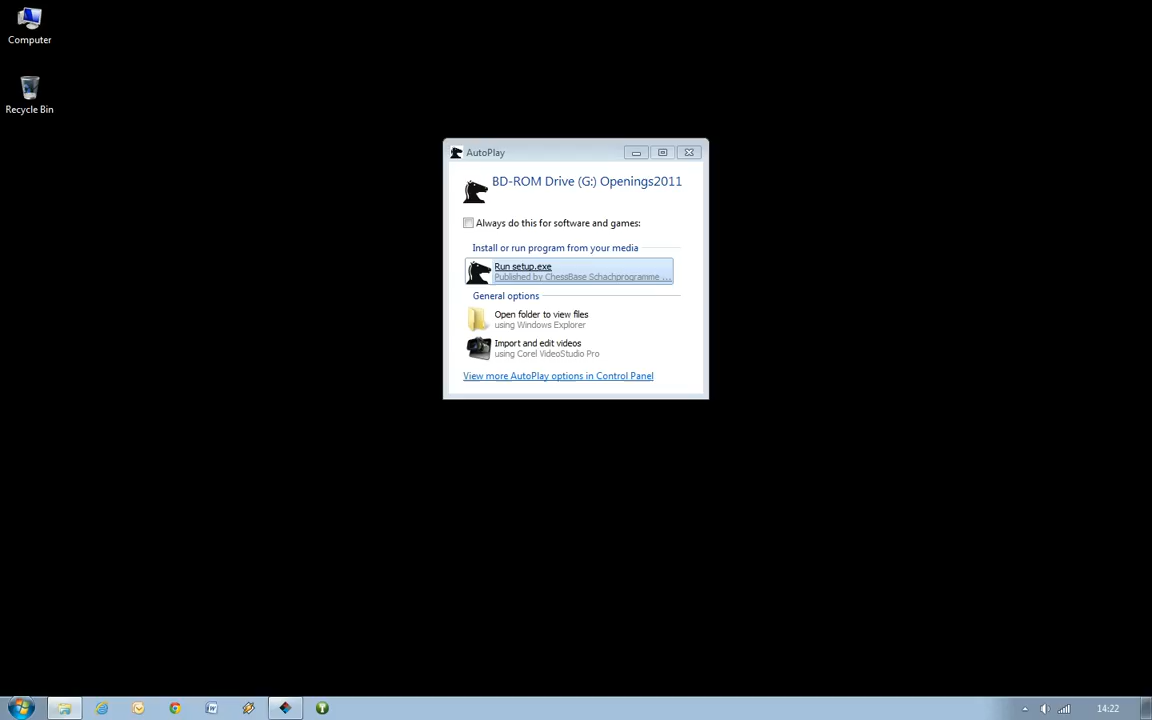 Computer
Recycle Bin
AutoPlay
BD-ROM Drive (G:) Openings2011
Always do this for software and games:
Install or run program from your media
Run setup.exe
Published by ChessBase Schachprogramme ...
General options
Open folder to view files
using Windows Explorer
Import and edit videos
using Corel VideoStudio Pro
View more AutoPlay options in Control Panel
14:22